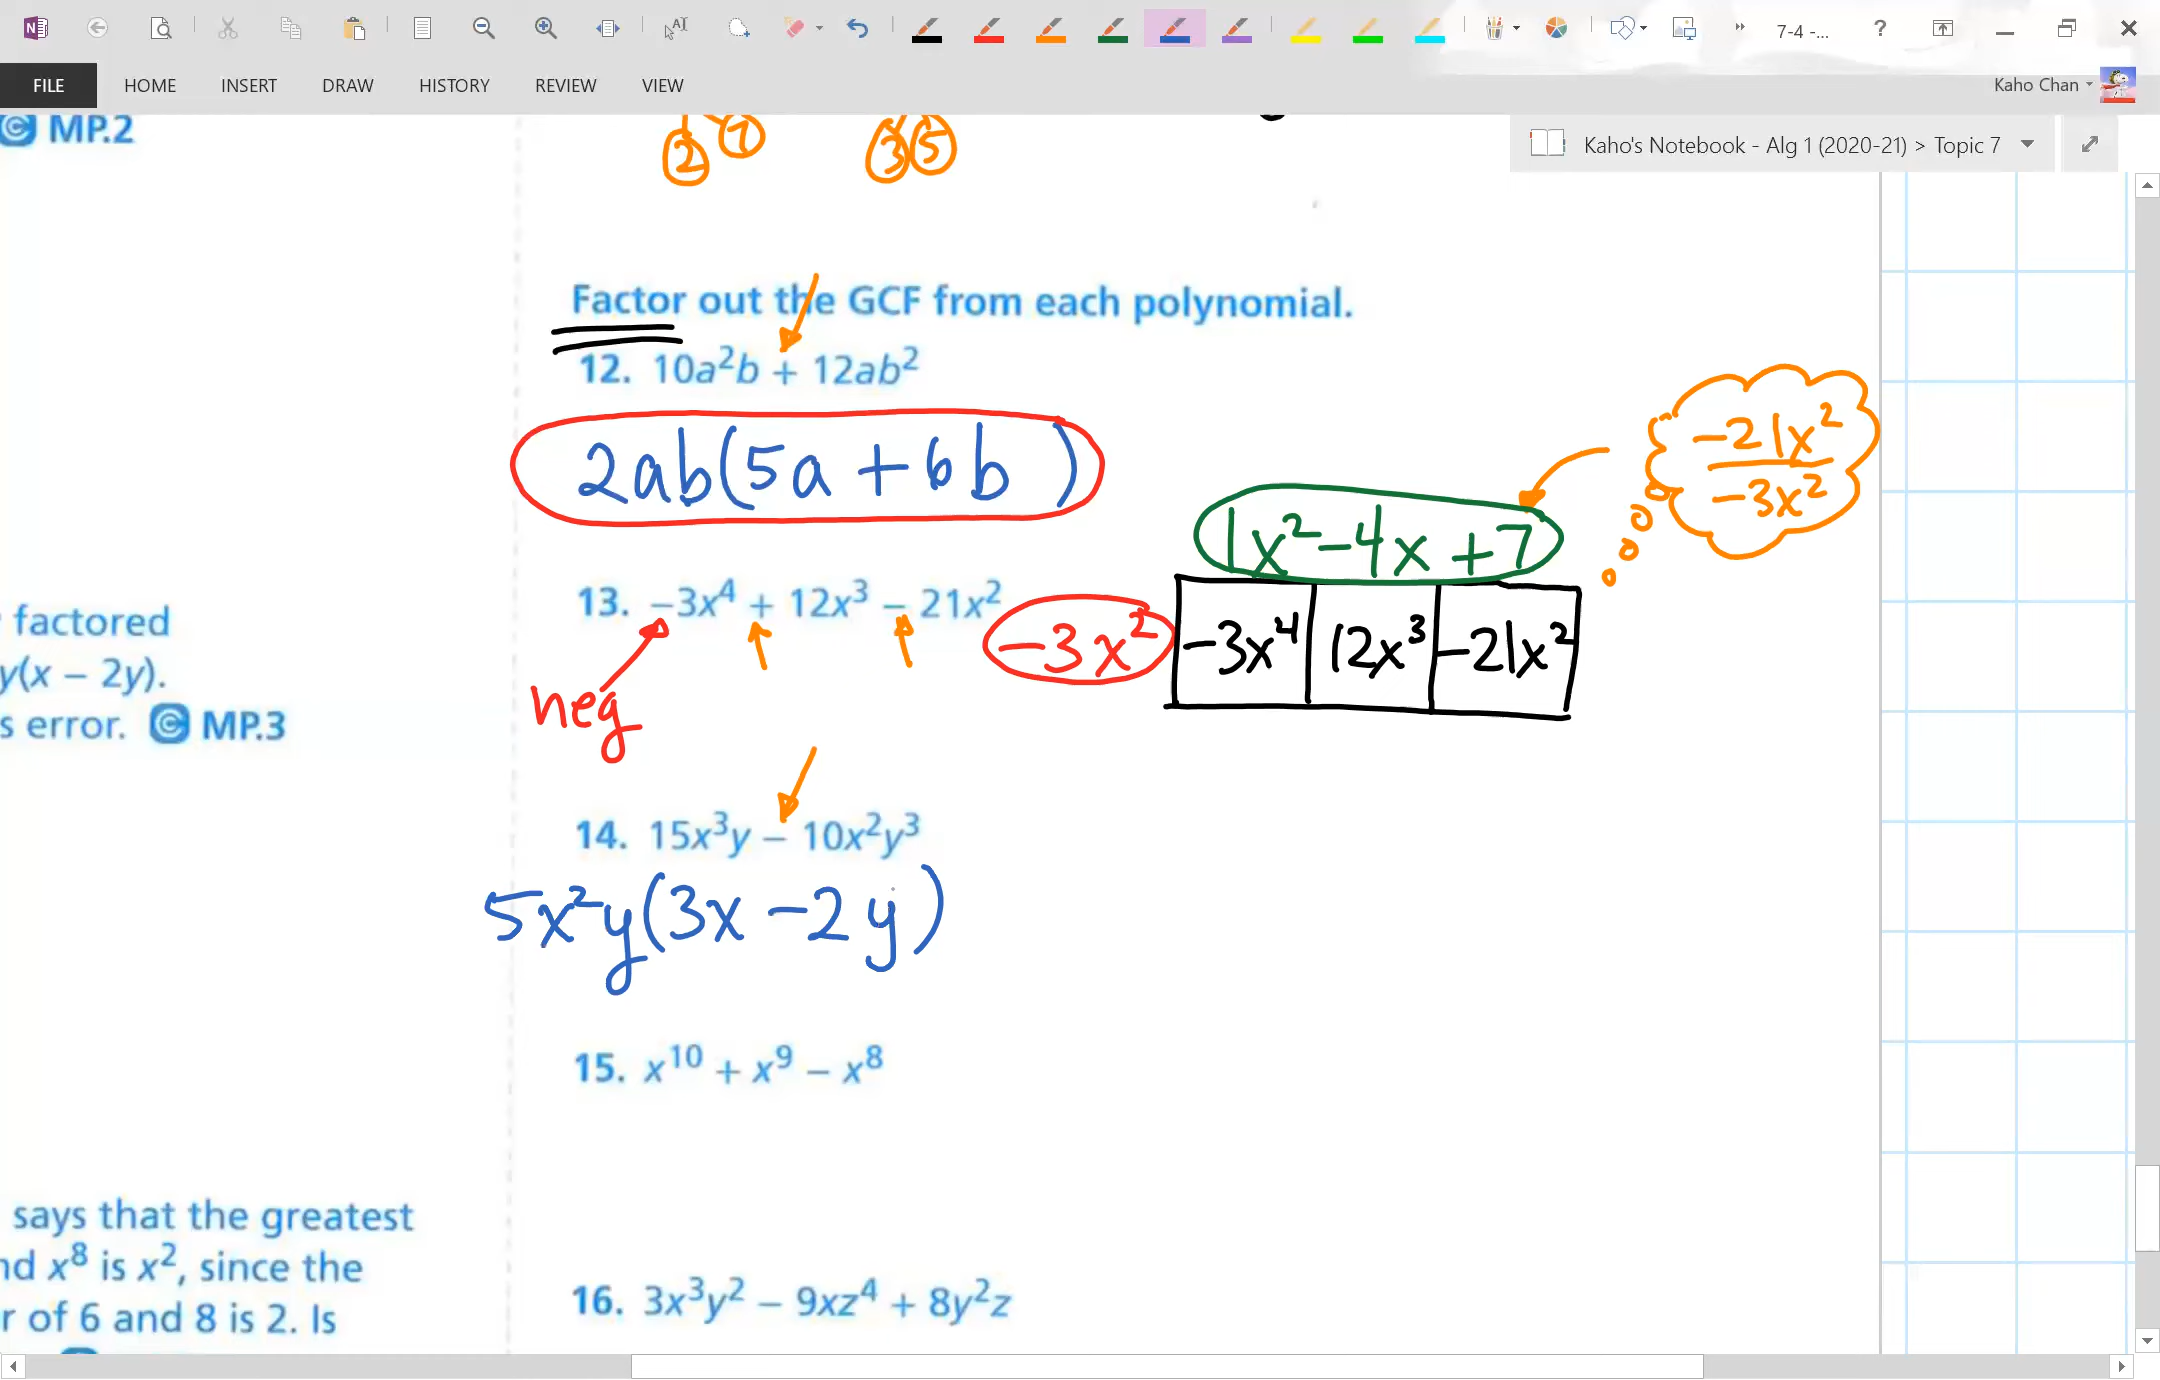 7-4 -...
?
FILE HOME INSERT DRAW HISTORY REVIEW VIEW
Kaho Chan
Kaho's Notebook - Alg 1 (2020-21) > Topic 7
MP.2
2 7 3 5
Factor out the GCF from each polynomial.
12. 10a²b + 12ab²
2ab(5a + 6b)
-21x²
-3x²
1x² - 4x + 7
13. −3x⁴ + 12x³ − 21x²
-3x² -3x⁴ 12x³ -21x²
neg
factored
y(x − 2y).
s error. MP.3
14. 15x³y − 10x²y³
5x²y(3x - 2y)
15. x¹⁰ + x⁹ − x⁸
says that the greatest
nd x⁸ is x², since the
r of 6 and 8 is 2. Is
16. 3x³y² − 9xz⁴ + 8y²z